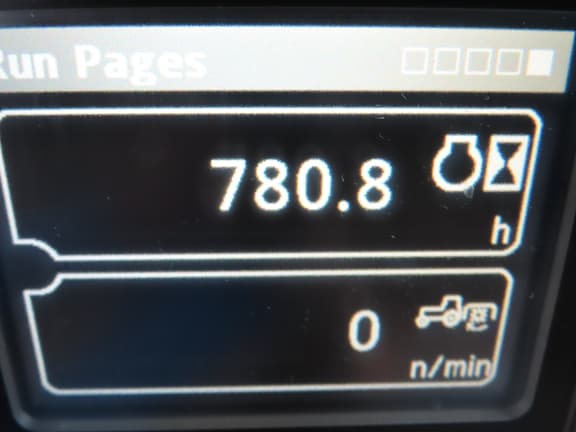 Run Pages
780.8
h
0
n/min